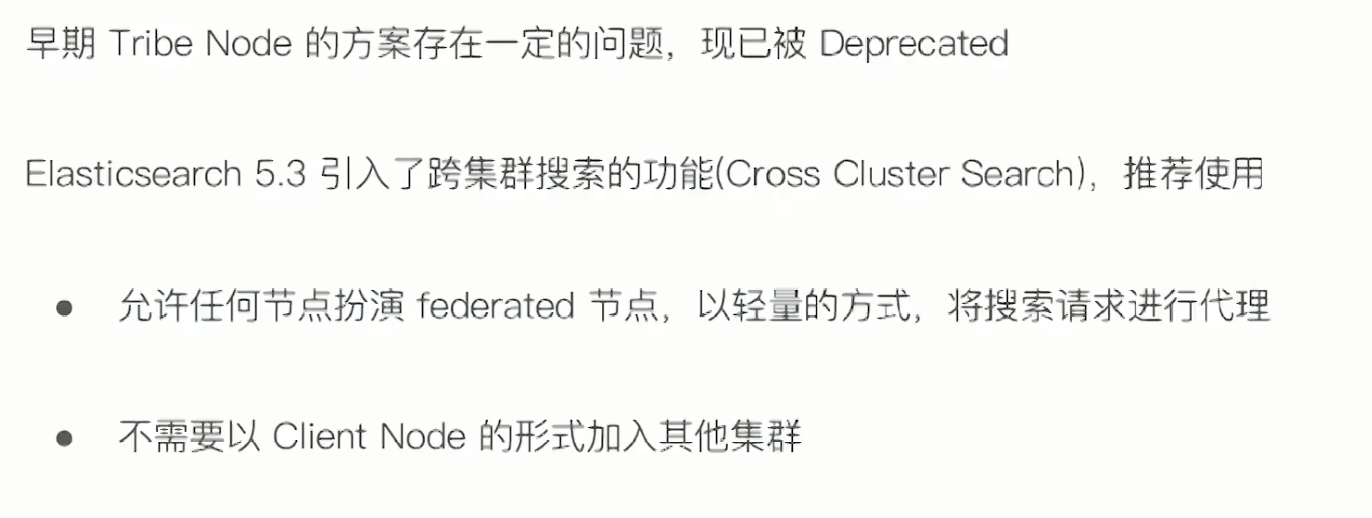 早期 Tribe Node 的方案存在一定的问题，现已被 Deprecated
Elasticsearch 5.3 引入了跨集群搜索的功能(Cross Cluster Search)，推荐使用
● 允许任何节点扮演 federated 节点，以轻量的方式，将搜索请求进行代理
● 不需要以 Client Node 的形式加入其他集群